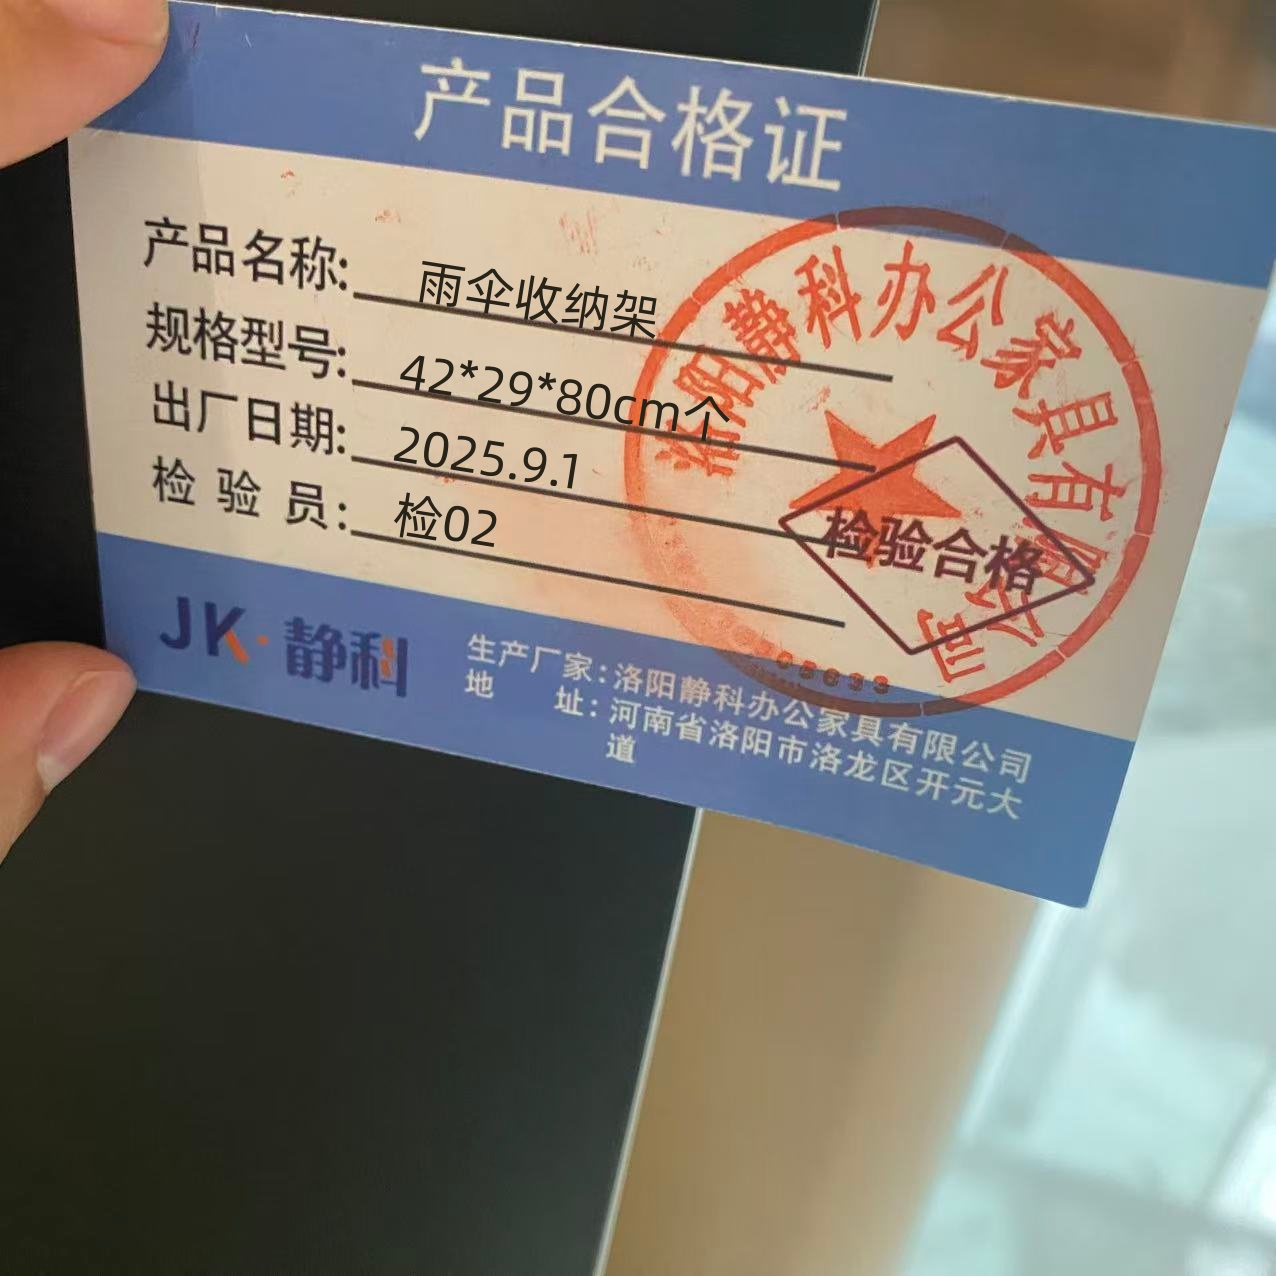 产品合格证
产品名称: 雨伞收纳架
规格型号: 42*29*80cm个
出厂日期: 2025.9.1
检验员: 检02
洛阳静科办公家具有限公司
检验合格
JK·静科
生产厂家:洛阳静科办公家具有限公司
地址:河南省洛阳市洛龙区开元大
道